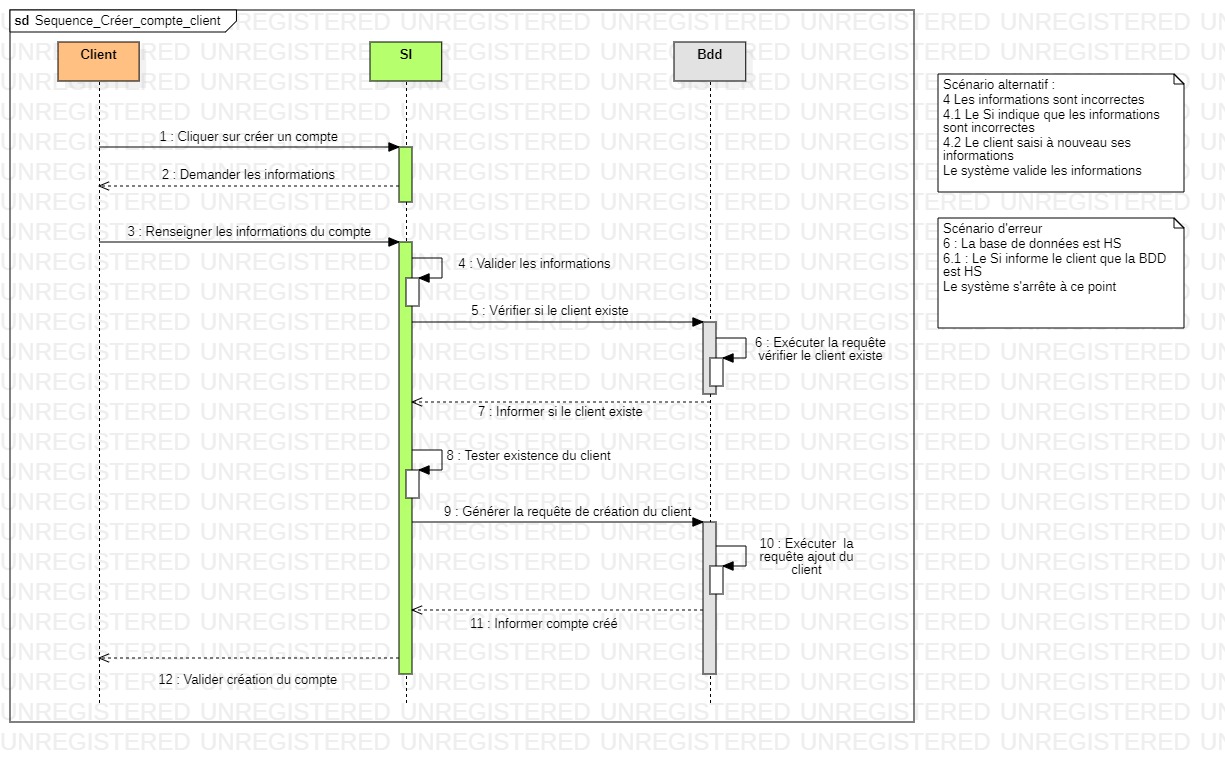 sd Sequence_Créer_compte_client
Client
SI
Bdd
1 : Cliquer sur créer un compte
2 : Demander les informations
3 : Renseigner les informations du compte
4 : Valider les informations
5 : Vérifier si le client existe
6 : Exécuter la requête
vérifier le client existe
7 : Informer si le client existe
8 : Tester existence du client
9 : Générer la requête de création du client
10 : Exécuter  la
requête ajout du
client
11 : Informer compte créé
12 : Valider création du compte
Scénario alternatif :
4 Les informations sont incorrectes
4.1 Le Si indique que les informations
sont incorrectes
4.2 Le client saisi à nouveau ses
informations
Le système valide les informations
Scénario d'erreur
6 : La base de données est HS
6.1 : Le Si informe le client que la BDD
est HS
Le système s'arrête à ce point
UNREGISTERED